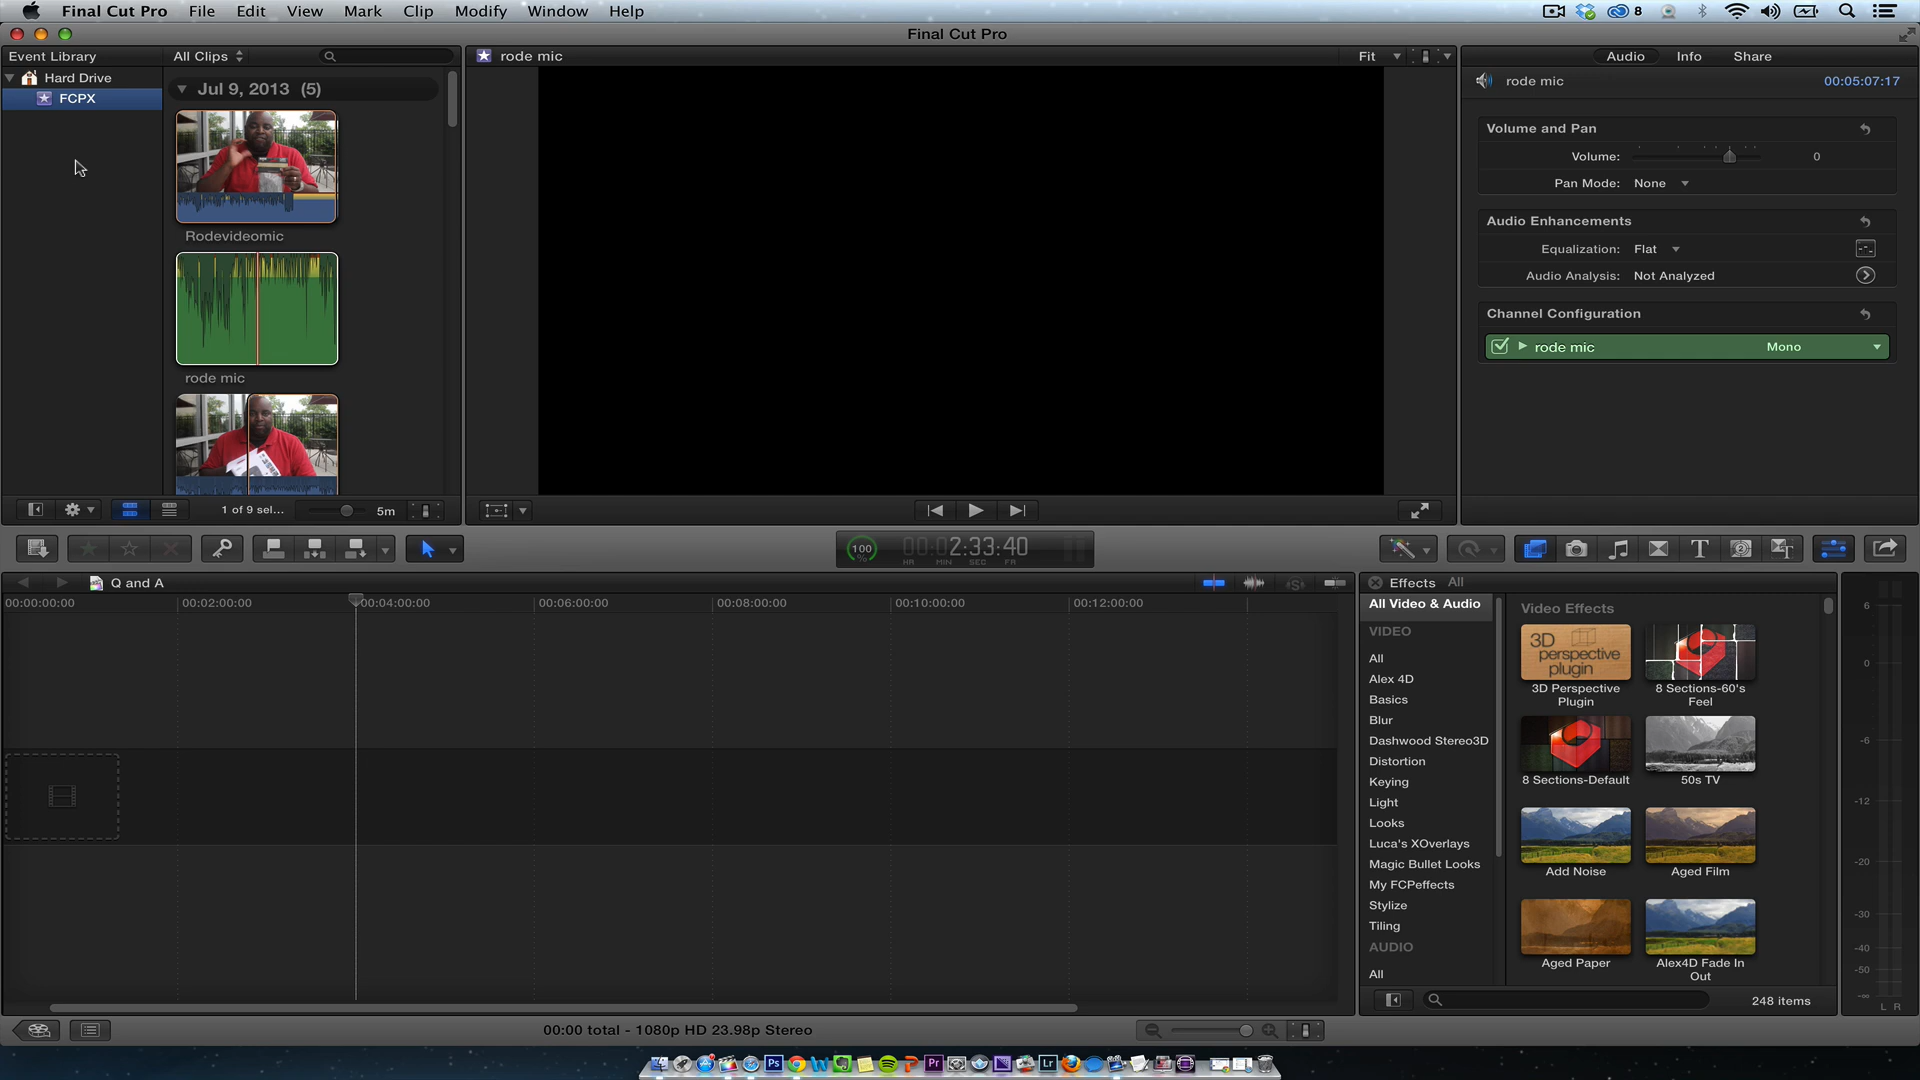 Final Cut Pro File Edit View Mark Clip Modify Window Help 8
Final Cut Pro
Event Library
All Clips
rode mic
Fit
Audio Info Share
Hard Drive
FCPX
Jul 9, 2013 (5)
Rodevideomic
rode mic
1 of 9 sel...
5m
rode mic
00:05:07:17
Volume and Pan
Volume: 0
Pan Mode: None
Audio Enhancements
Equalization: Flat
Audio Analysis: Not Analyzed
Channel Configuration
rode mic Mono
100
%
00:02:33:40
HR MIN SEC FR
Q and A
00:00:00:00 00:02:00:00 00:04:00:00 00:06:00:00 00:08:00:00 00:10:00:00 00:12:00:00
Effects All
All Video & Audio
VIDEO
All
Alex 4D
Basics
Blur
Dashwood Stereo3D
Distortion
Keying
Light
Looks
Luca's XOverlays
Magic Bullet Looks
My FCPeffects
Stylize
Tiling
AUDIO
All
Video Effects
3D
perspective
plugin
3D Perspective
Plugin
8 Sections-60's
Feel
8 Sections-Default
50s TV
Add Noise
Aged Film
Aged Paper
Alex4D Fade In
Out
248 items
6
0
-6
-12
-20
-30
-40
-50
-∞
L R
00:00 total - 1080p HD 23.98p Stereo
Ps
Pr
Lr